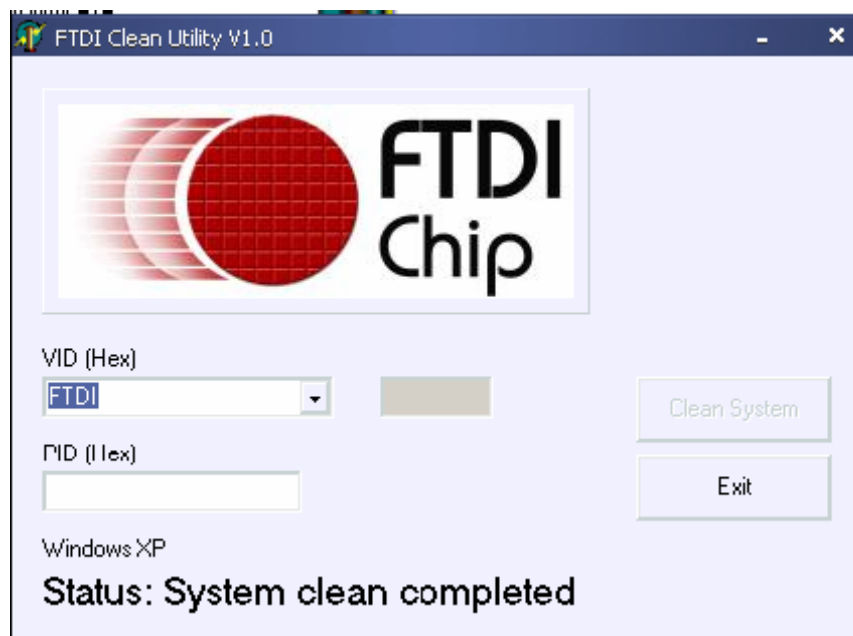 FTDI Clean Utility V1.0
FTDI
Chip
VID (Hex)
FTDI
Clean System
PID (Hex)
Exit
Windows XP
Status: System clean completed